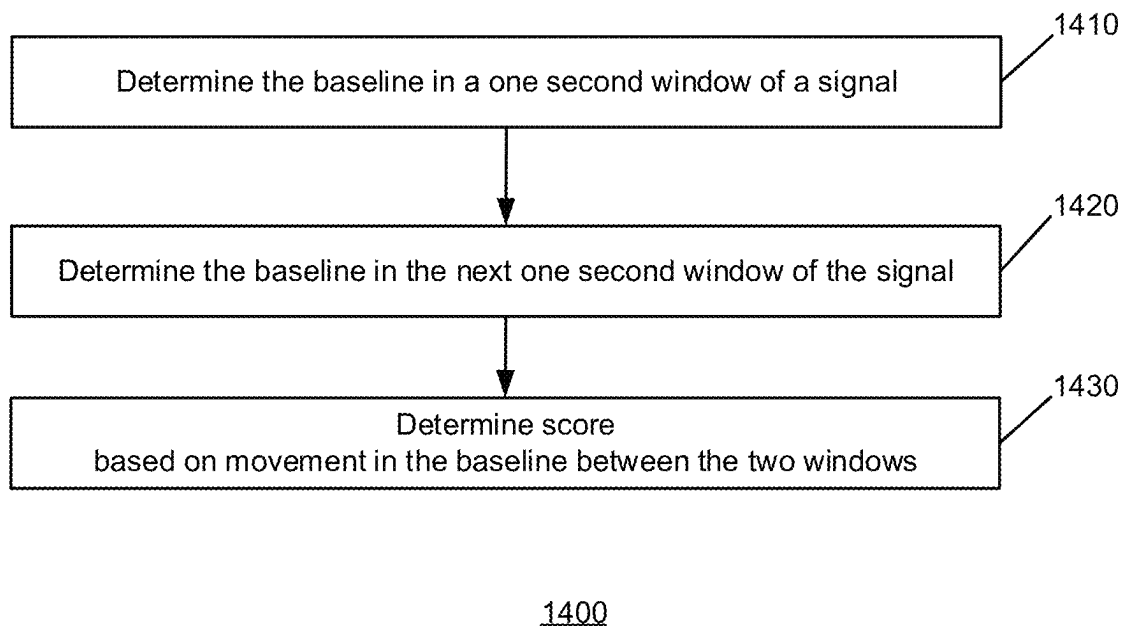 1410
Determine the baseline in a one second window of a signal
1420
Determine the baseline in the next one second window of the signal
1430
Determine score
based on movement in the baseline between the two windows
1400